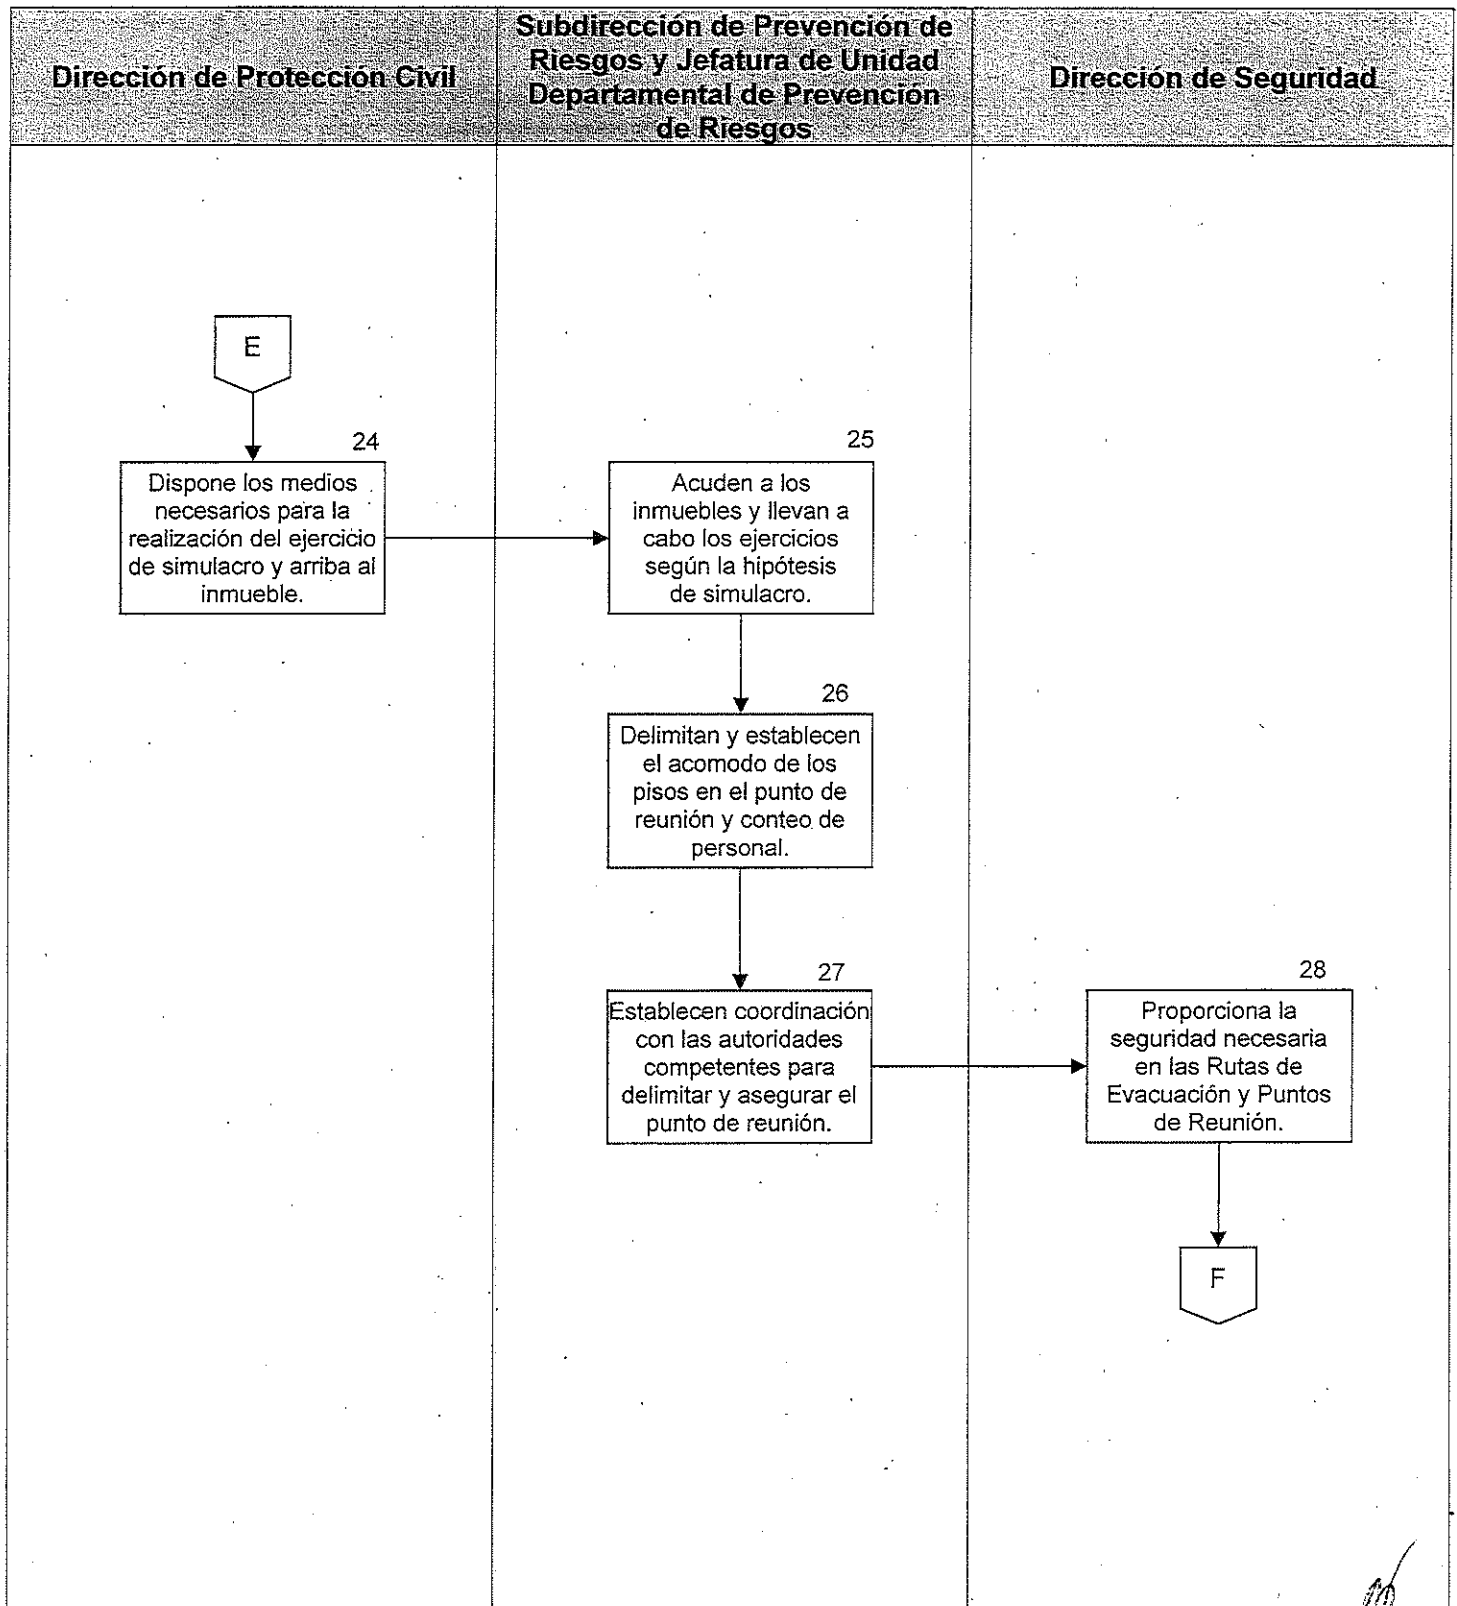 Dirección de Protección Civil
Subdirección de Prevención de
Riesgos y Jefatura de Unidad
Departamental de Prevención
de Riesgos
Dirección de Seguridad
E
24
Dispone los medios
necesarios para la
realización del ejercicio
de simulacro y arriba al
inmueble.
25
Acuden a los
inmuebles y llevan a
cabo los ejercicios
según la hipótesis
de simulacro.
26
Delimitan y establecen
el acomodo de los
pisos en el punto de
reunión y conteo de
personal.
27
Establecen coordinación
con las autoridades
competentes para
delimitar y asegurar el
punto de reunión.
28
Proporciona la
seguridad necesaria
en las Rutas de
Evacuación y Puntos
de Reunión.
F